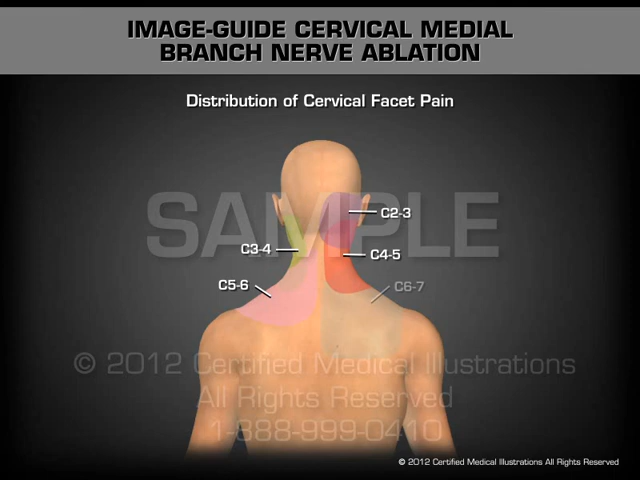 IMAGE-GUIDE CERVICAL MEDIAL
BRANCH NERVE ABLATION
Distribution of Cervical Facet Pain
SAMPLE
C2-3
C3-4
C4-5
C5-6
C6-7
© 2012 Certified Medical Illustrations
All Rights Reserved
1-888-999-0410
© 2012 Certified Medical Illustrations All Rights Reserved